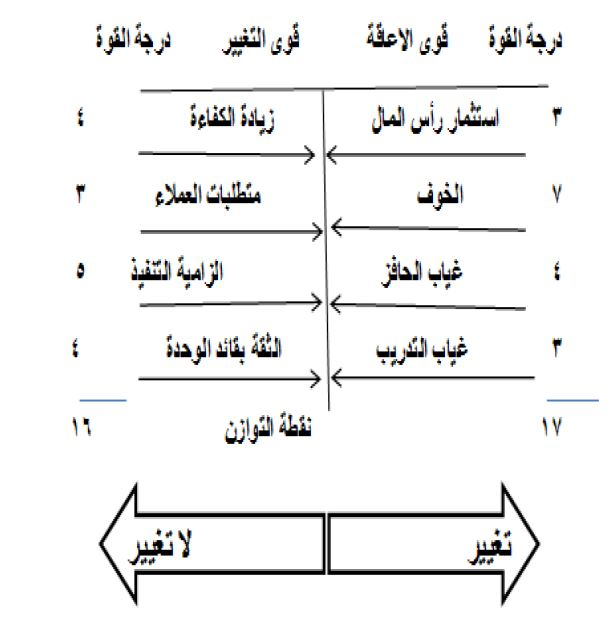 درجة القوة قوى الاعاقة قوى التغيير درجة القوة
٣ استثمار رأس المال زيادة الكفاءة ٤
٧ الخوف متطلبات العملاء ٣
٤ غياب الحافز الزامية التنفيذ ٥
٣ غياب التدريب الثقة بقائد الوحدة ٤
١٧ نقطة التوازن ١٦
تغيير لا تغيير